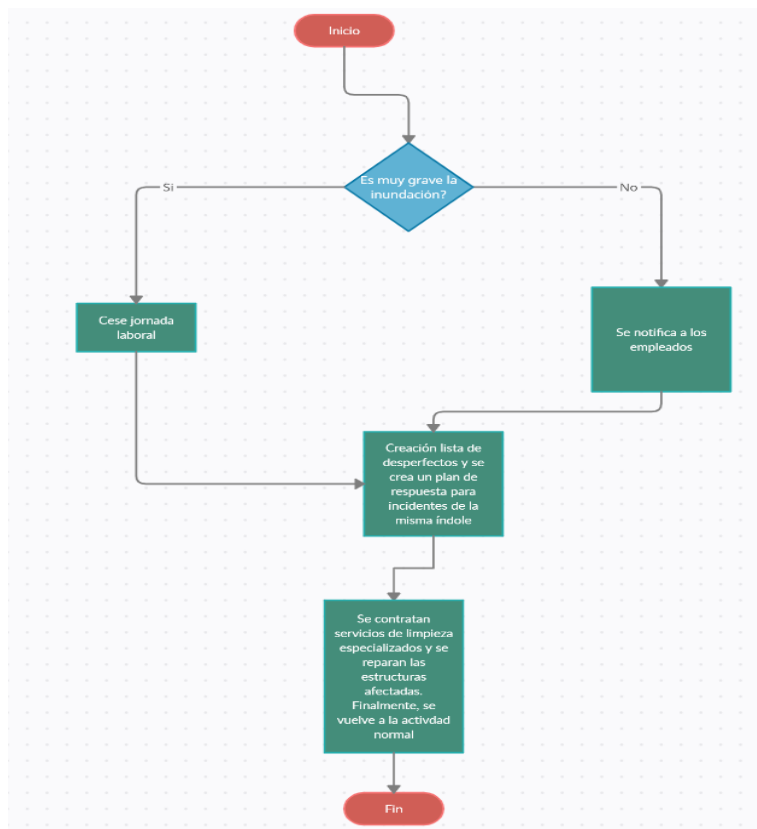 Inicio
Es muy grave la
inundación?
Si
No
Cese jornada
laboral
Se notifica a los
empleados
Creación lista de
desperfectos y se
crea un plan de
respuesta para
incidentes de la
misma índole
Se contratan
servicios de limpieza
especializados y se
reparan las
estructuras
afectadas.
Finalmente, se
vuelve a la activdad
normal
Fin